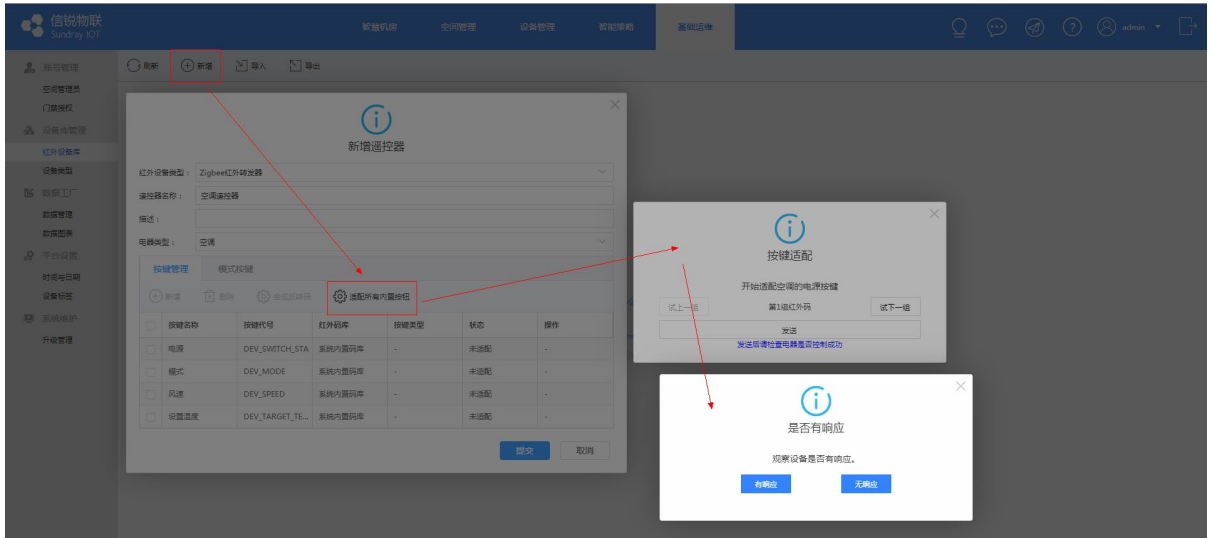 信锐物联
Sundray IOT
智慧机房 空间管理 设备管理 智能策略 基础运维
admin
账号管理
空间管理员
门禁授权
设备库管理
红外设备库
设备类型
数据工厂
数据管理
数据图表
平台设置
时间与日期
设备标签
系统维护
升级管理
刷新 新增 导入 导出
新增遥控器
红外设备类型： Zigbee红外转发器
遥控器名称： 空调遥控器
描述：
电器类型： 空调
按键管理 模式按键
新增 删除 适配所有内置按钮
按键名称 按键代号 红外码库 按键类型 状态 操作
电源 DEV_SWITCH_STA 系统内置码库 - 未适配 -
模式 DEV_MODE 系统内置码库 - 未适配 -
风速 DEV_SPEED 系统内置码库 - 未适配 -
设置温度 DEV_TARGET_TE... 系统内置码库 - 未适配 -
提交 取消
按键适配
开始适配空调的电源按键
试上一组 第1组红外码 试下一组
发送
发送后请检查电器是否控制成功
是否有响应
观察设备是否有响应。
有响应 无响应